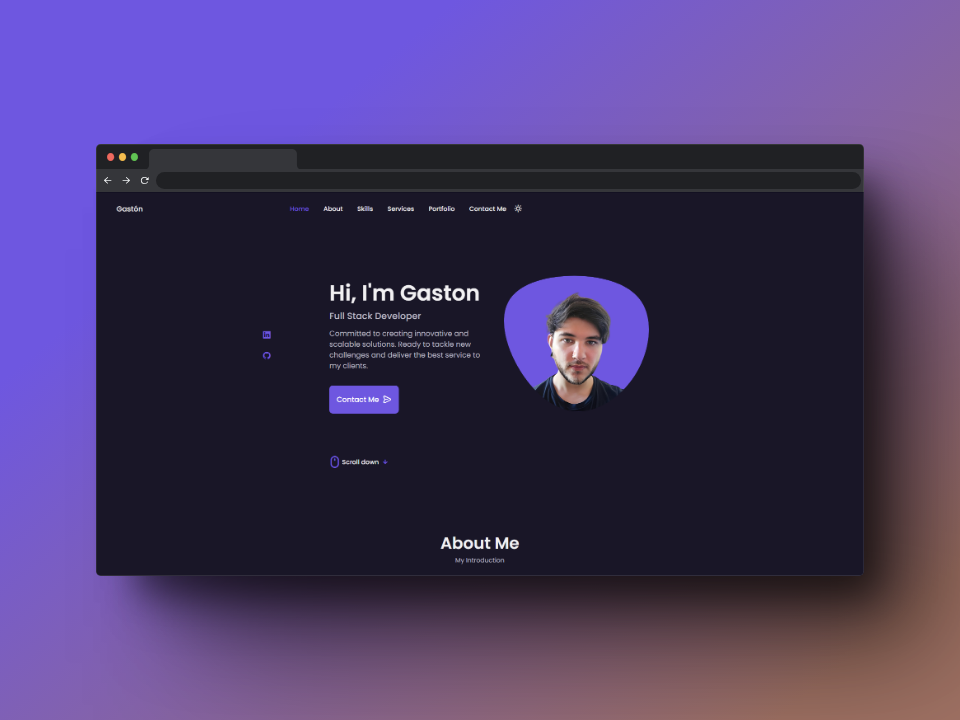 Gastón
Home About Skills Services Portfolio Contact Me
Hi, I'm Gaston
Full Stack Developer
Committed to creating innovative and
scalable solutions. Ready to tackle new
challenges and deliver the best service to
my clients.
Contact Me
Scroll down
About Me
My Introduction